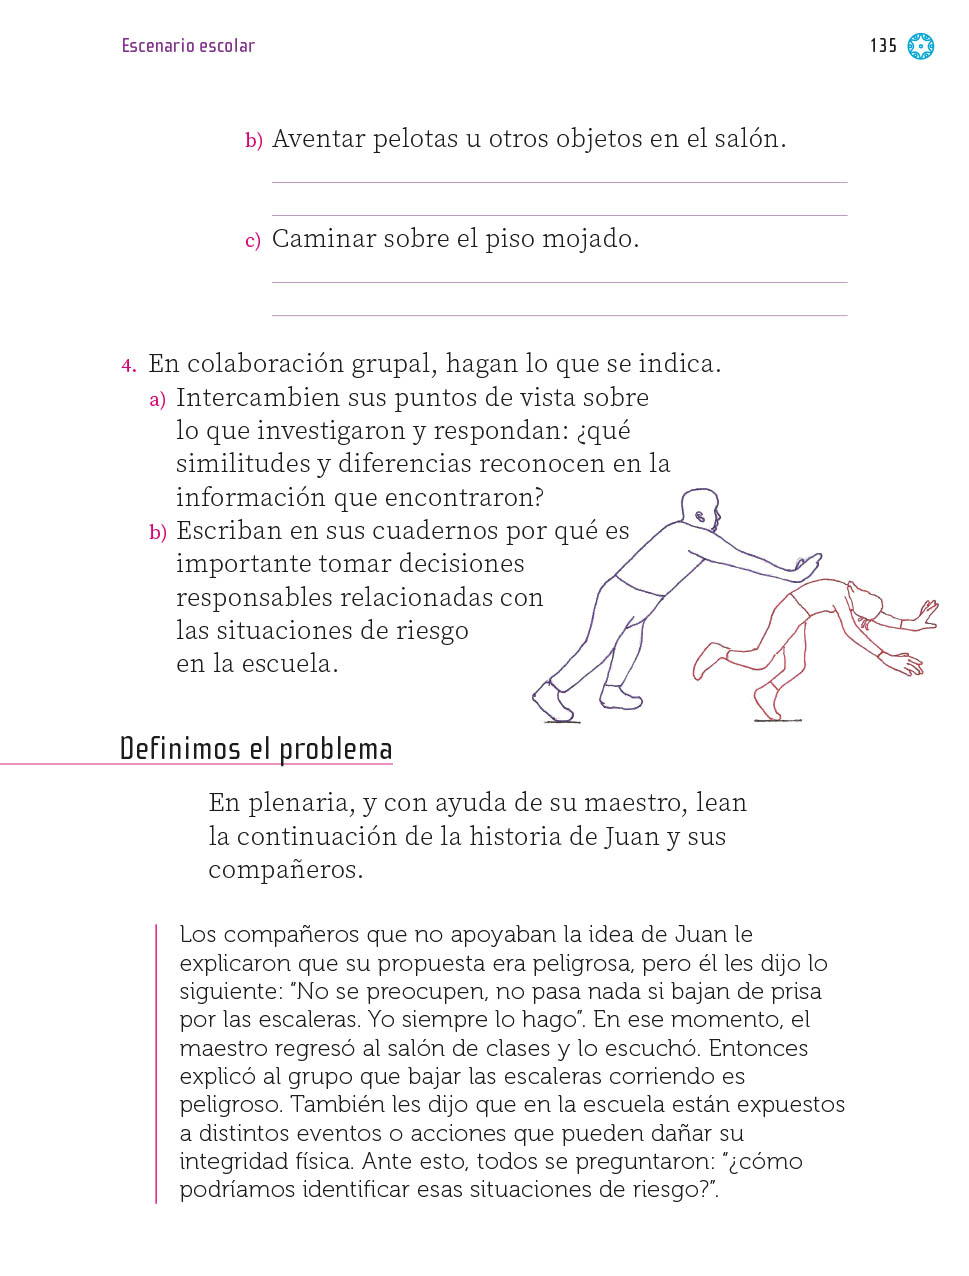 Escenario escolar
135
b) Aventar pelotas u otros objetos en el salón.
c) Caminar sobre el piso mojado.
4. En colaboración grupal, hagan lo que se indica.
a) Intercambien sus puntos de vista sobre
lo que investigaron y respondan: ¿qué
similitudes y diferencias reconocen en la
información que encontraron?
b) Escriban en sus cuadernos por qué es
importante tomar decisiones
responsables relacionadas con
las situaciones de riesgo
en la escuela.
Definimos el problema
En plenaria, y con ayuda de su maestro, lean
la continuación de la historia de Juan y sus
compañeros.
Los compañeros que no apoyaban la idea de Juan le
explicaron que su propuesta era peligrosa, pero él les dijo lo
siguiente: “No se preocupen, no pasa nada si bajan de prisa
por las escaleras. Yo siempre lo hago”. En ese momento, el
maestro regresó al salón de clases y lo escuchó. Entonces
explicó al grupo que bajar las escaleras corriendo es
peligroso. También les dijo que en la escuela están expuestos
a distintos eventos o acciones que pueden dañar su
integridad física. Ante esto, todos se preguntaron: “¿cómo
podríamos identificar esas situaciones de riesgo?”.